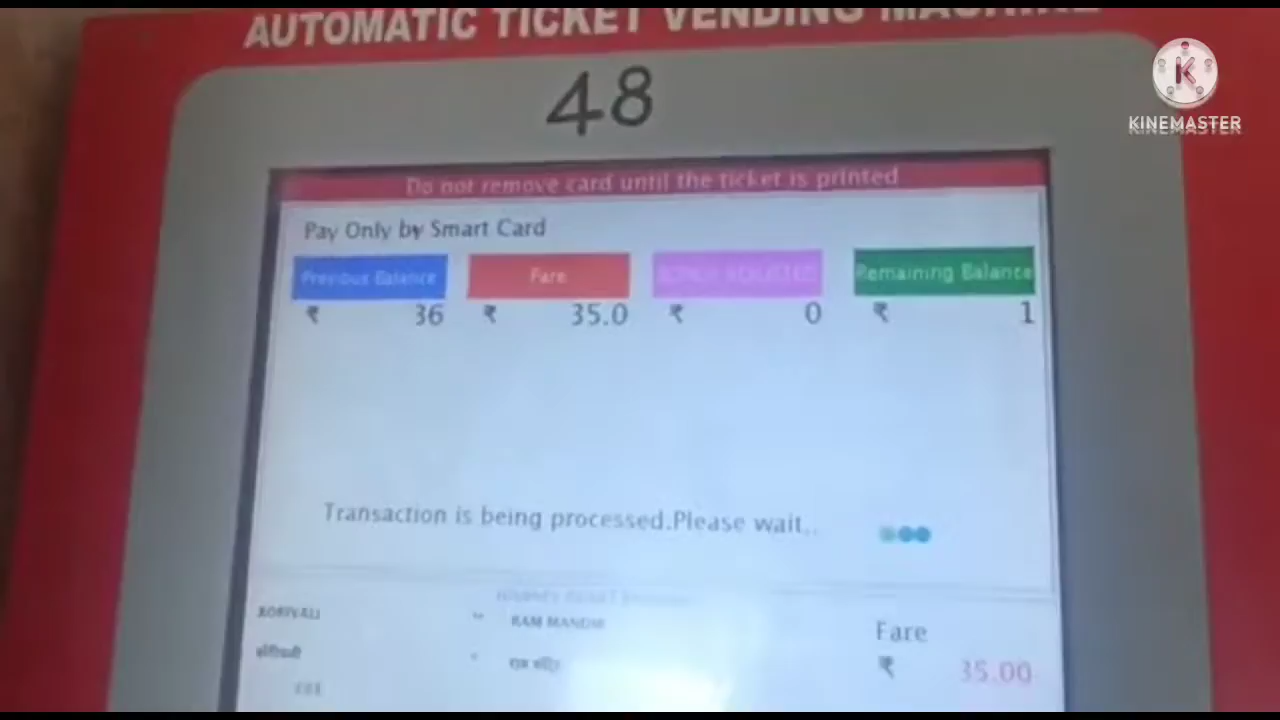 AUTOMATIC TICKET VENDING MACHINE
48
KINEMASTER
Do not remove card until the ticket is printed
Pay Only by Smart Card
Previous Balance Fare Remaining Balance
₹ 36 ₹ 35.0 ₹ 0 ₹ 1
Transaction is being processed.Please wait..
BORIVALI RAM MANDIR Fare
बोरीवली राम मंदिर ₹ 35.00